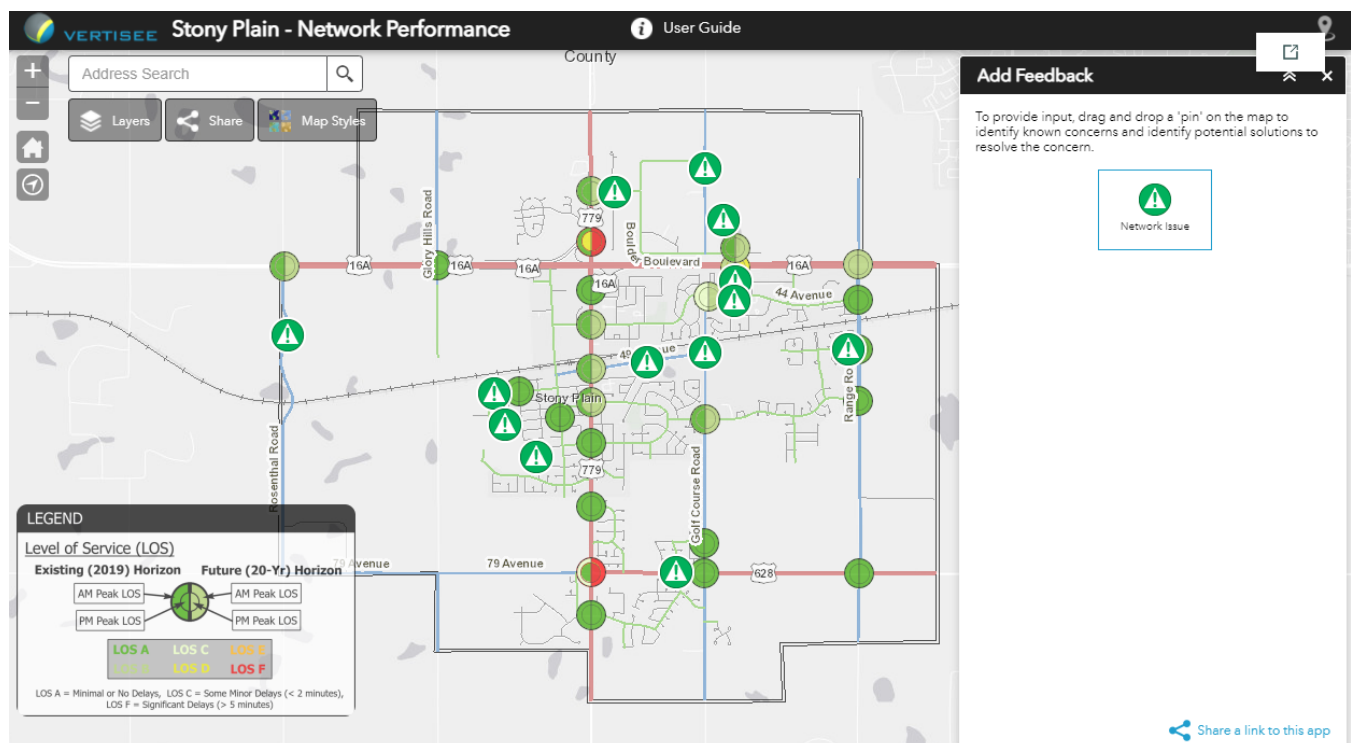 VERTISEE Stony Plain - Network Performance
User Guide
Address Search
Layers
Share
Map Styles
County
Add Feedback
To provide input, drag and drop a 'pin' on the map to
identify known concerns and identify potential solutions to
resolve the concern.
Network Issue
Glory Hills Road
779
Boulder
Boulevard
16A
16A
16A
16A
16A
44 Avenue
Stony Plain
Range Ro
Rosenthal Road
779
Golf Course Road
79 Avenue
79 Avenue
628
LEGEND
Level of Service (LOS)
Existing (2019) Horizon
Future (20-Yr) Horizon
AM Peak LOS
AM Peak LOS
PM Peak LOS
PM Peak LOS
LOS A
LOS C
LOS E
LOS B
LOS D
LOS F
LOS A = Minimal or No Delays, LOS C = Some Minor Delays (< 2 minutes),
LOS F = Significant Delays (> 5 minutes)
Share a link to this app